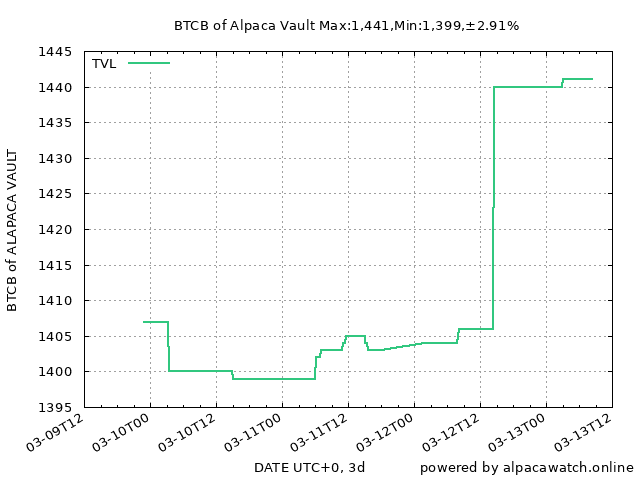 BTCB of Alpaca Vault Max:1,441,Min:1,399,±2.91%
TVL
1445
1440
1435
1430
1425
1420
1415
1410
1405
1400
1395
BTCB of ALAPACA VAULT
03-09T12
03-10T00
03-10T12
03-11T00
03-11T12
03-12T00
03-12T12
03-13T00
03-13T12
DATE UTC+0, 3d
powered by alpacawatch.online